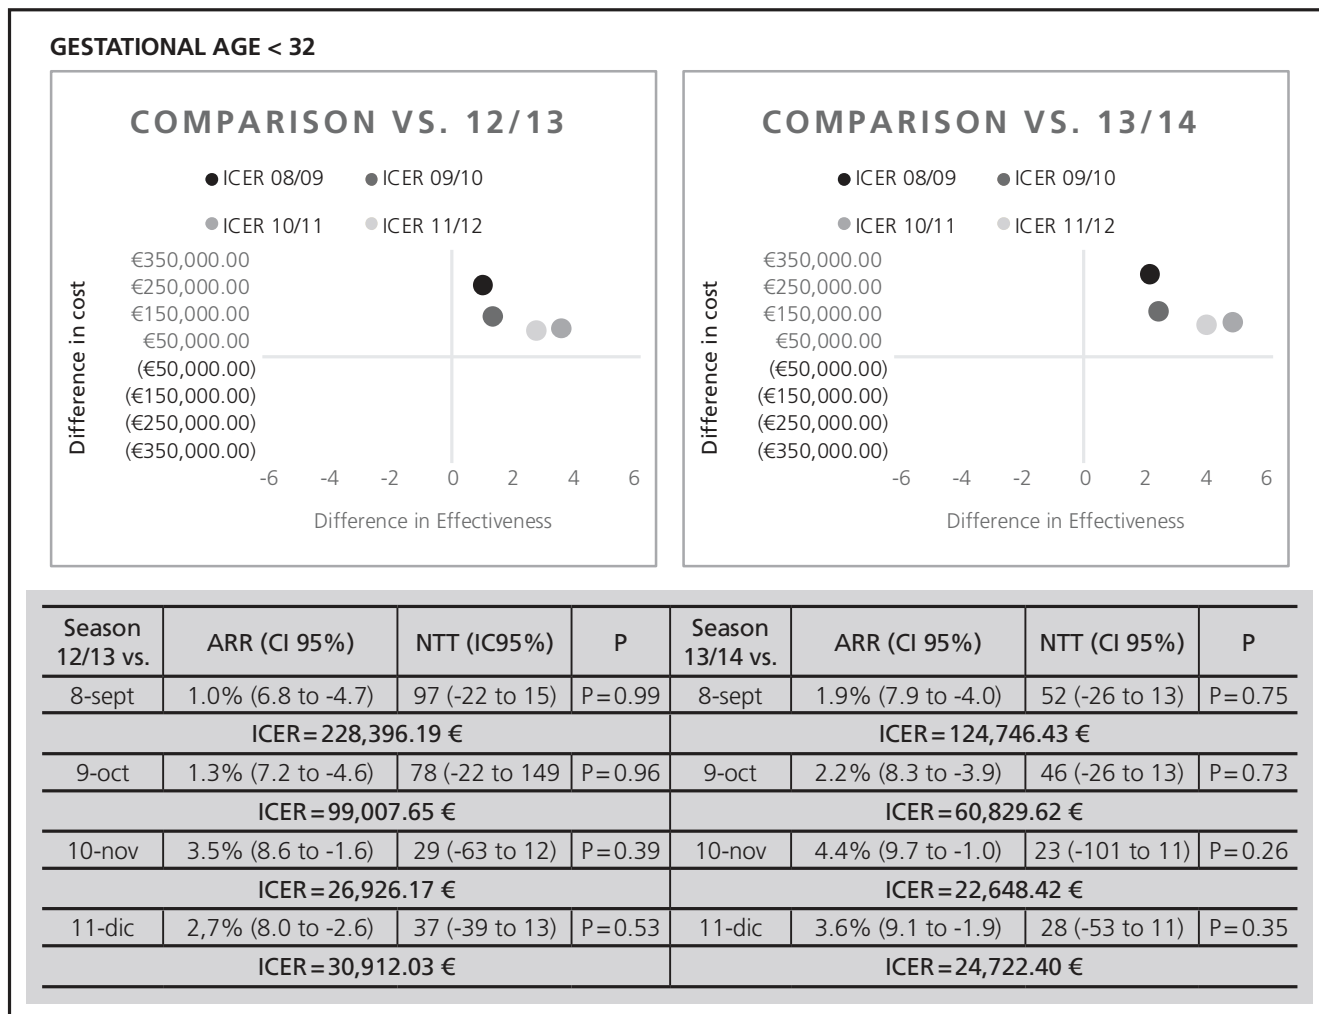 GESTATIONAL AGE < 32
COMPARISON VS. 12/13
ICER 08/09 ICER 09/10
ICER 10/11 ICER 11/12
€350,000.00
€250,000.00
€150,000.00
€50,000.00
(€50,000.00)
(€150,000.00)
(€250,000.00)
(€350,000.00)
Difference in cost
-6 -4 -2 0 2 4 6
Difference in Effectiveness
COMPARISON VS. 13/14
ICER 08/09 ICER 09/10
ICER 10/11 ICER 11/12
€350,000.00
€250,000.00
€150,000.00
€50,000.00
(€50,000.00)
(€150,000.00)
(€250,000.00)
(€350,000.00)
Difference in cost
-6 -4 -2 0 2 4 6
Difference in Effectiveness
Season 12/13 vs. ARR (CI 95%) NTT (IC95%) P Season 13/14 vs. ARR (CI 95%) NTT (CI 95%) P
8-sept 1.0% (6.8 to -4.7) 97 (-22 to 15) P=0.99 8-sept 1.9% (7.9 to -4.0) 52 (-26 to 13) P=0.75
ICER=228,396.19 € ICER=124,746.43 €
9-oct 1.3% (7.2 to -4.6) 78 (-22 to 149 P=0.96 9-oct 2.2% (8.3 to -3.9) 46 (-26 to 13) P=0.73
ICER=99,007.65 € ICER=60,829.62 €
10-nov 3.5% (8.6 to -1.6) 29 (-63 to 12) P=0.39 10-nov 4.4% (9.7 to -1.0) 23 (-101 to 11) P=0.26
ICER=26,926.17 € ICER=22,648.42 €
11-dic 2,7% (8.0 to -2.6) 37 (-39 to 13) P=0.53 11-dic 3.6% (9.1 to -1.9) 28 (-53 to 11) P=0.35
ICER=30,912.03 € ICER=24,722.40 €